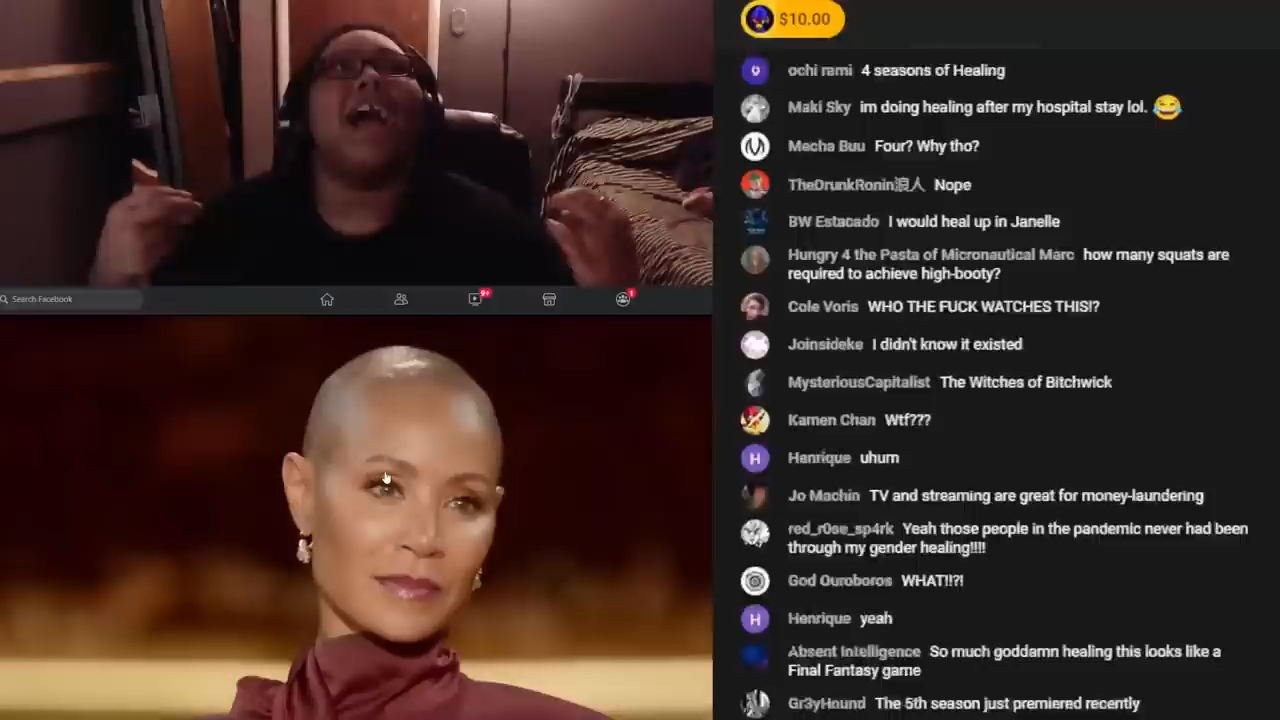 $10.00
ochi rami 4 seasons of Healing
Maki Sky im doing healing after my hospital stay lol. 😂
Mecha Buu Four? Why tho?
TheDrunkRonin浪人 Nope
BW Estacado I would heal up in Janelle
Hungry 4 the Pasta of Micronautical Marc how many squats are
required to achieve high-booty?
Cole Voris WHO THE FUCK WATCHES THIS!?
Joinsideke I didn't know it existed
MysteriousCapitalist The Witches of Bitchwick
Kamen Chan Wtf???
H Henrique uhum
Jo Machin TV and streaming are great for money-laundering
red_r0se_sp4rk Yeah those people in the pandemic never had been
through my gender healing!!!!
God Ouroboros WHAT!!?!
H Henrique yeah
Absent Intelligence So much goddamn healing this looks like a
Final Fantasy game
Gr3yHound The 5th season just premiered recently
Search Facebook
9+
1